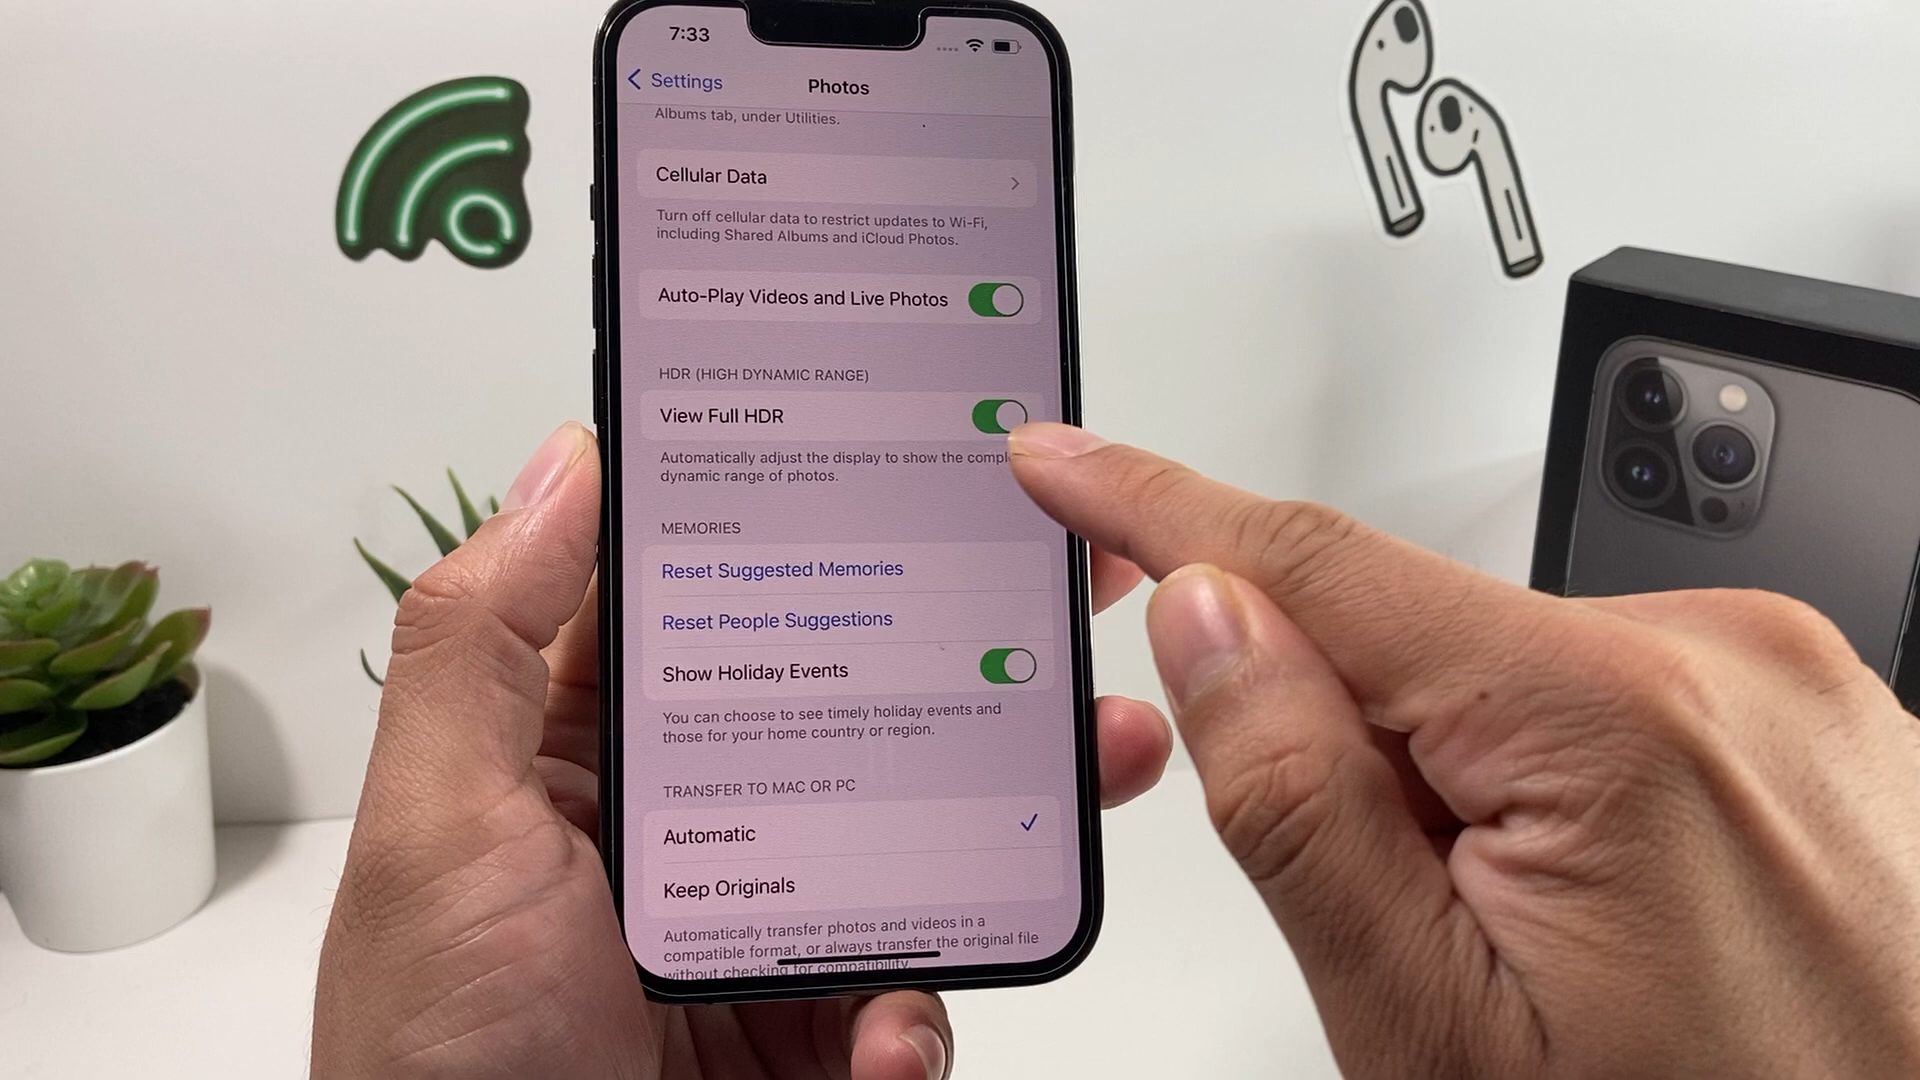 7:33
Settings
Photos
Albums tab, under Utilities.
Cellular Data
Turn off cellular data to restrict updates to Wi-Fi,
including Shared Albums and iCloud Photos.
Auto-Play Videos and Live Photos
HDR (HIGH DYNAMIC RANGE)
View Full HDR
Automatically adjust the display to show the
dynamic range of photos.
MEMORIES
Reset Suggested Memories
Reset People Suggestions
Show Holiday Events
You can choose to see timely holiday events and
those for your home country or region.
TRANSFER TO MAC OR PC
Automatic
Keep Originals
Automatically transfer photos and videos in a
compatible format, or always transfer the original file
without checking for compatibility.